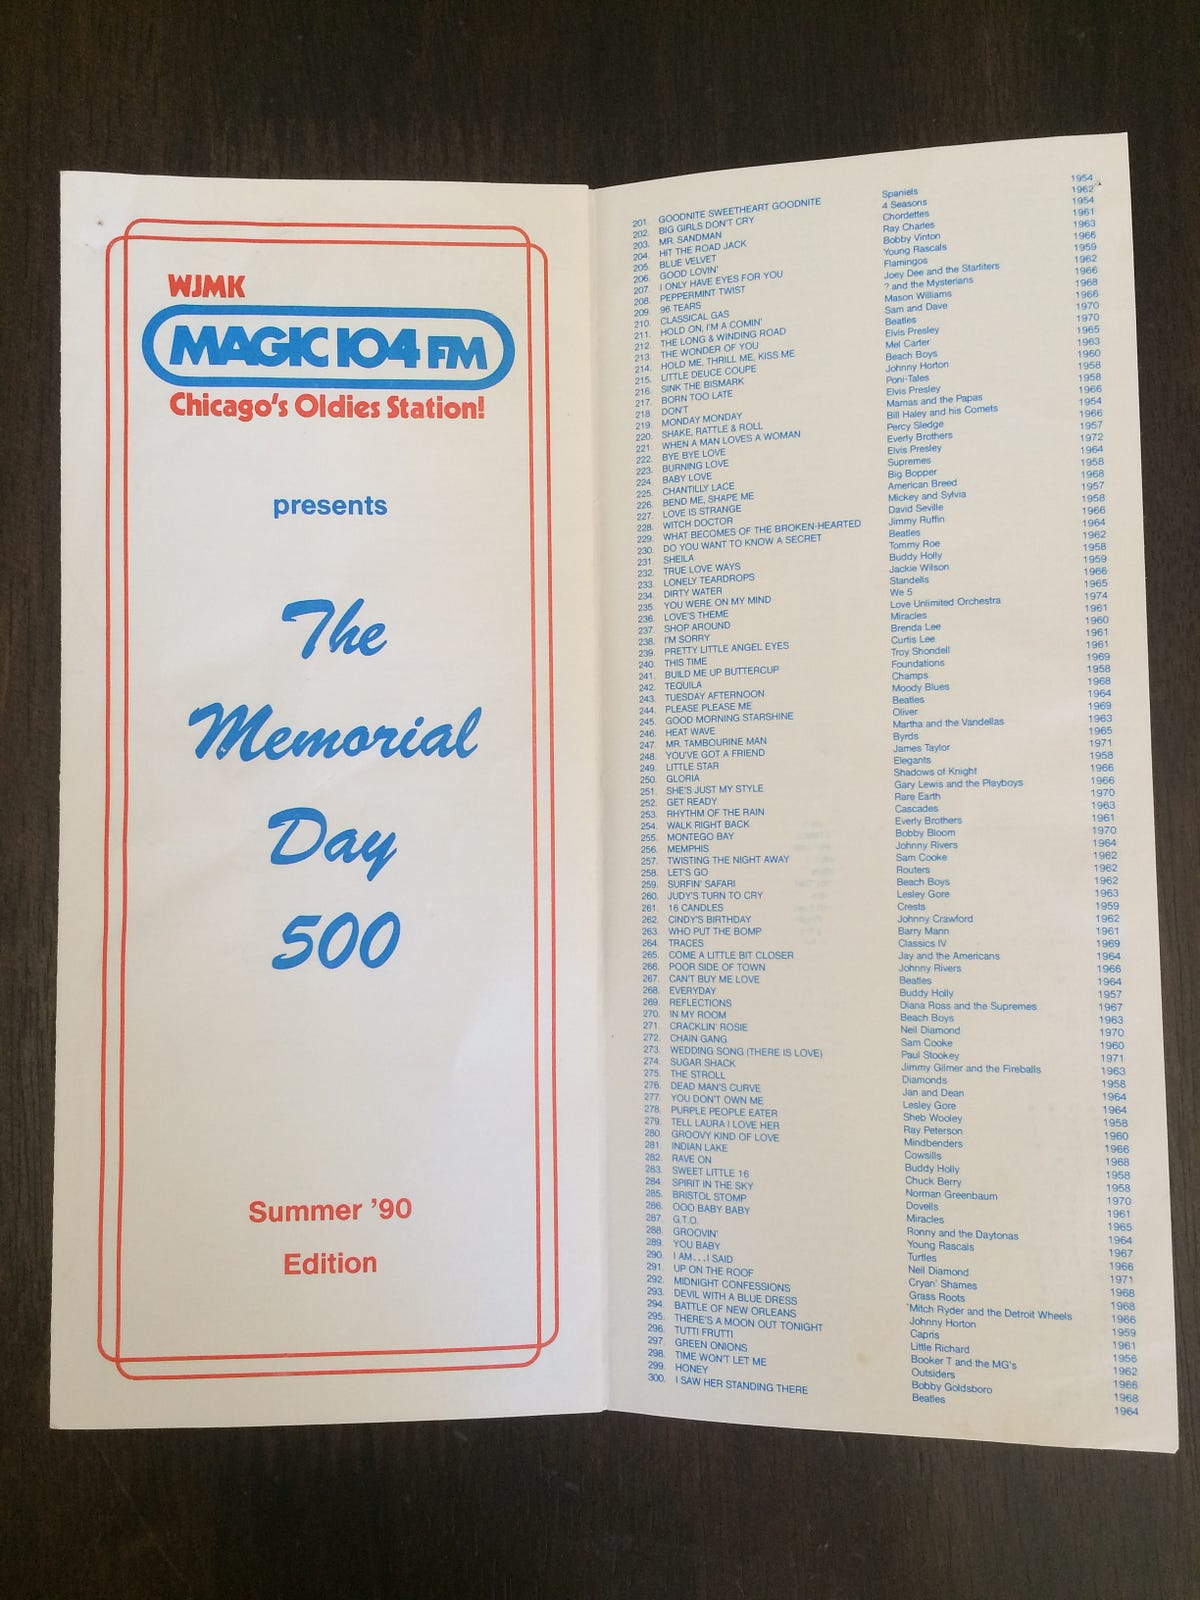 WJMK
MAGIC 104 FM
Chicago's Oldies Station!
presents
The
Memorial
Day
500
Summer '90
Edition
201. GOODNITE SWEETHEART GOODNITE Spaniels 1954
202. BIG GIRLS DON'T CRY 4 Seasons 1962
203. MR. SANDMAN Chordettes 1954
204. HIT THE ROAD JACK Ray Charles 1961
205. BLUE VELVET Bobby Vinton 1963
206. GOOD LOVIN' Young Rascals 1966
207. I ONLY HAVE EYES FOR YOU Flamingos 1959
208. PEPPERMINT TWIST Joey Dee and the Starliters 1962
209. 96 TEARS ? and the Mysterians 1966
210. CLASSICAL GAS Mason Williams 1968
211. HOLD ON, I'M A COMIN' Sam and Dave 1966
212. THE LONG & WINDING ROAD Beatles 1970
213. THE WONDER OF YOU Elvis Presley 1970
214. HOLD ME, THRILL ME, KISS ME Mel Carter 1965
215. LITTLE DEUCE COUPE Beach Boys 1963
216. SINK THE BISMARK Johnny Horton 1960
217. BORN TOO LATE Poni-Tales 1958
218. DON'T Elvis Presley 1958
219. MONDAY MONDAY Mamas and the Papas 1966
220. SHAKE, RATTLE & ROLL Bill Haley and his Comets 1954
221. WHEN A MAN LOVES A WOMAN Percy Sledge 1966
222. BYE BYE LOVE Everly Brothers 1957
223. BURNING LOVE Elvis Presley 1972
224. BABY LOVE Supremes 1964
225. CHANTILLY LACE Big Bopper 1958
226. BEND ME, SHAPE ME American Breed 1968
227. LOVE IS STRANGE Mickey and Sylvia 1957
228. WITCH DOCTOR David Seville 1958
229. WHAT BECOMES OF THE BROKEN-HEARTED Jimmy Ruffin 1966
230. DO YOU WANT TO KNOW A SECRET Beatles 1964
231. SHEILA Tommy Roe 1962
232. TRUE LOVE WAYS Buddy Holly 1958
233. LONELY TEARDROPS Jackie Wilson 1959
234. DIRTY WATER Standells 1966
235. YOU WERE ON MY MIND We 5 1965
236. LOVE'S THEME Love Unlimited Orchestra 1974
237. SHOP AROUND Miracles 1961
238. I'M SORRY Brenda Lee 1960
239. PRETTY LITTLE ANGEL EYES Curtis Lee 1961
240. THIS TIME Troy Shondell 1961
241. BUILD ME UP BUTTERCUP Foundations 1969
242. TEQUILA Champs 1958
243. TUESDAY AFTERNOON Moody Blues 1968
244. PLEASE PLEASE ME Beatles 1964
245. GOOD MORNING STARSHINE Oliver 1969
246. HEAT WAVE Martha and the Vandellas 1963
247. MR. TAMBOURINE MAN Byrds 1965
248. YOU'VE GOT A FRIEND James Taylor 1971
249. LITTLE STAR Elegants 1958
250. GLORIA Shadows of Knight 1966
251. SHE'S JUST MY STYLE Gary Lewis and the Playboys 1966
252. GET READY Rare Earth 1970
253. RHYTHM OF THE RAIN Cascades 1963
254. WALK RIGHT BACK Everly Brothers 1961
255. MONTEGO BAY Bobby Bloom 1970
256. MEMPHIS Johnny Rivers 1964
257. TWISTING THE NIGHT AWAY Sam Cooke 1962
258. LET'S GO Routers 1962
259. SURFIN' SAFARI Beach Boys 1962
260. JUDY'S TURN TO CRY Lesley Gore 1963
261. 16 CANDLES Crests 1959
262. CINDY'S BIRTHDAY Johnny Crawford 1962
263. WHO PUT THE BOMP Barry Mann 1961
264. TRACES Classics IV 1969
265. COME A LITTLE BIT CLOSER Jay and the Americans 1964
266. POOR SIDE OF TOWN Johnny Rivers 1966
267. CAN'T BUY ME LOVE Beatles 1964
268. EVERYDAY Buddy Holly 1957
269. REFLECTIONS Diana Ross and the Supremes 1967
270. IN MY ROOM Beach Boys 1963
271. CRACKLIN' ROSIE Neil Diamond 1970
272. CHAIN GANG Sam Cooke 1960
273. WEDDING SONG (THERE IS LOVE) Paul Stookey 1971
274. SUGAR SHACK Jimmy Gilmer and the Fireballs 1963
275. THE STROLL Diamonds 1958
276. DEAD MAN'S CURVE Jan and Dean 1964
277. YOU DON'T OWN ME Lesley Gore 1964
278. PURPLE PEOPLE EATER Sheb Wooley 1958
279. TELL LAURA I LOVE HER Ray Peterson 1960
280. GROOVY KIND OF LOVE Mindbenders 1966
281. INDIAN LAKE Cowsills 1968
282. RAVE ON Buddy Holly 1958
283. SWEET LITTLE 16 Chuck Berry 1958
284. SPIRIT IN THE SKY Norman Greenbaum 1970
285. BRISTOL STOMP Dovells 1961
286. OOO BABY BABY Miracles 1965
287. G.T.O. Ronny and the Daytonas 1964
288. GROOVIN' Young Rascals 1967
289. YOU BABY Turtles 1966
290. I AM...I SAID Neil Diamond 1971
291. UP ON THE ROOF Cryan' Shames 1968
292. MIDNIGHT CONFESSIONS Grass Roots 1968
293. DEVIL WITH A BLUE DRESS Mitch Ryder and the Detroit Wheels 1966
294. BATTLE OF NEW ORLEANS Johnny Horton 1959
295. THERE'S A MOON OUT TONIGHT Capris 1961
296. TUTTI FRUTTI Little Richard 1956
297. GREEN ONIONS Booker T and the MG's 1962
298. TIME WON'T LET ME Outsiders 1966
299. HONEY Bobby Goldsboro 1968
300. I SAW HER STANDING THERE Beatles 1964